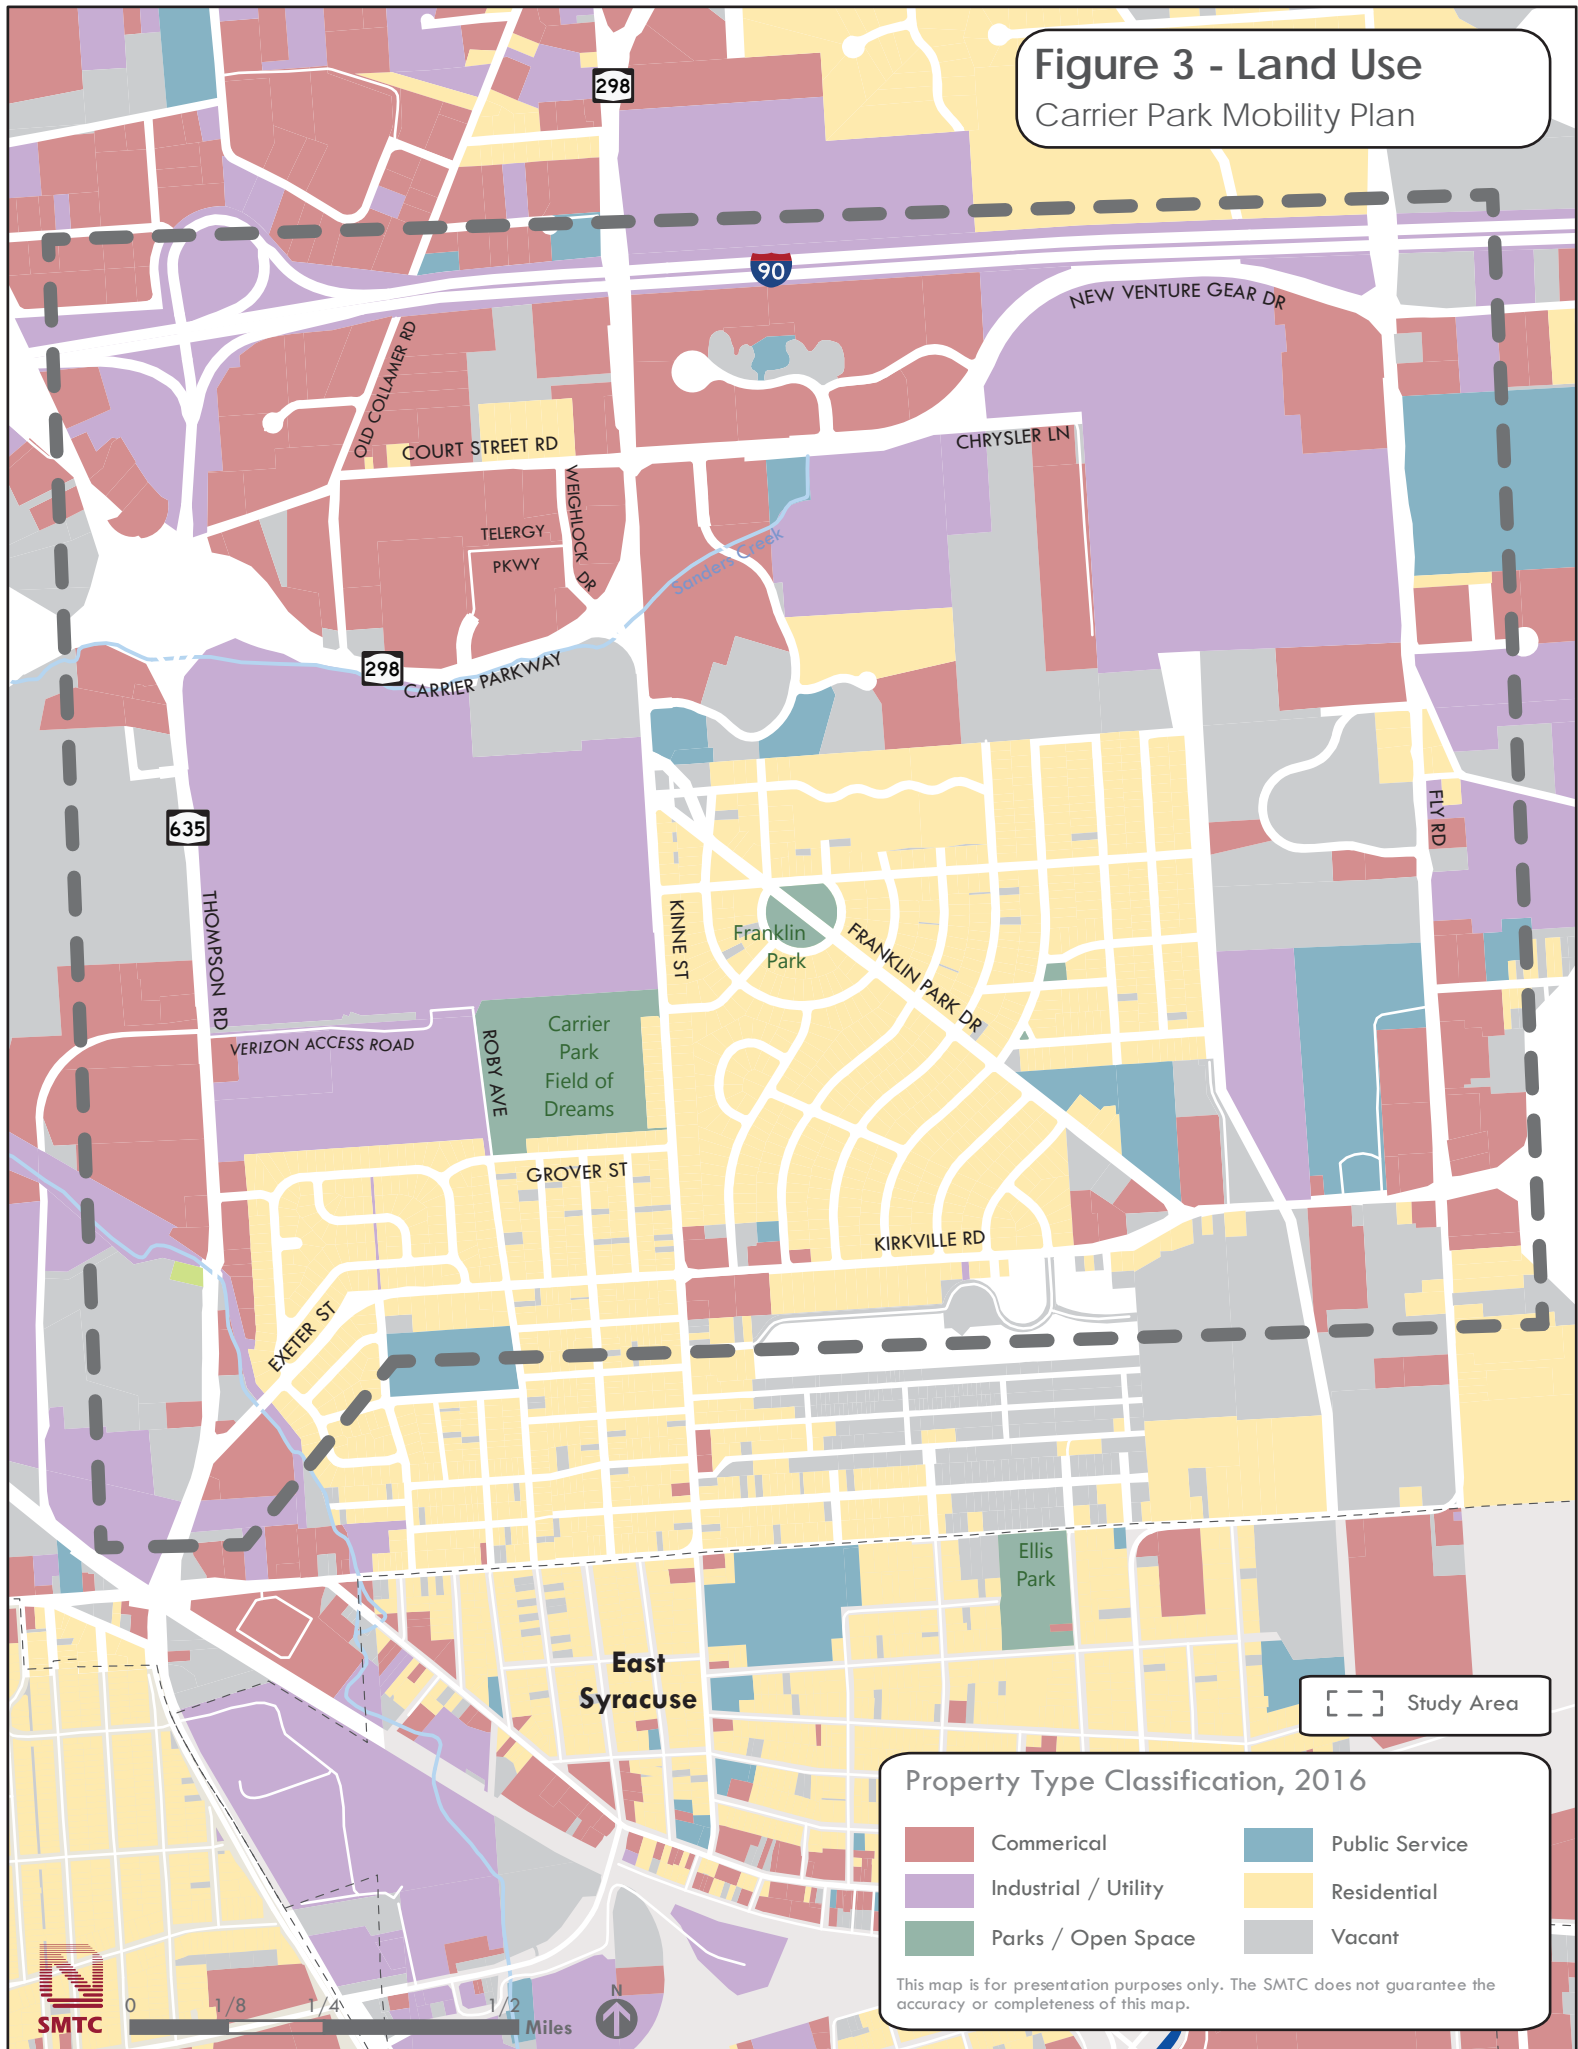 Figure 3 - Land Use
Carrier Park Mobility Plan
298
90
NEW VENTURE GEAR DR
OLD COLLAMER RD
COURT STREET RD
CHRYSLER LN
WEIGHLOCK DR
TELERGY
PKWY
Sanders Creek
298
CARRIER PARKWAY
635
FLY RD
THOMPSON RD
KINNE ST
Franklin
Park
FRANKLIN PARK DR
VERIZON ACCESS ROAD
ROBY AVE
Carrier
Park
Field of
Dreams
GROVER ST
KIRKVILLE RD
EXETER ST
Ellis
Park
East
Syracuse
Study Area
Property Type Classification, 2016
Commerical
Public Service
Industrial / Utility
Residential
Parks / Open Space
Vacant
This map is for presentation purposes only. The SMTC does not guarantee the
accuracy or completeness of this map.
SMTC
0 1/8 1/4 1/2
Miles
N